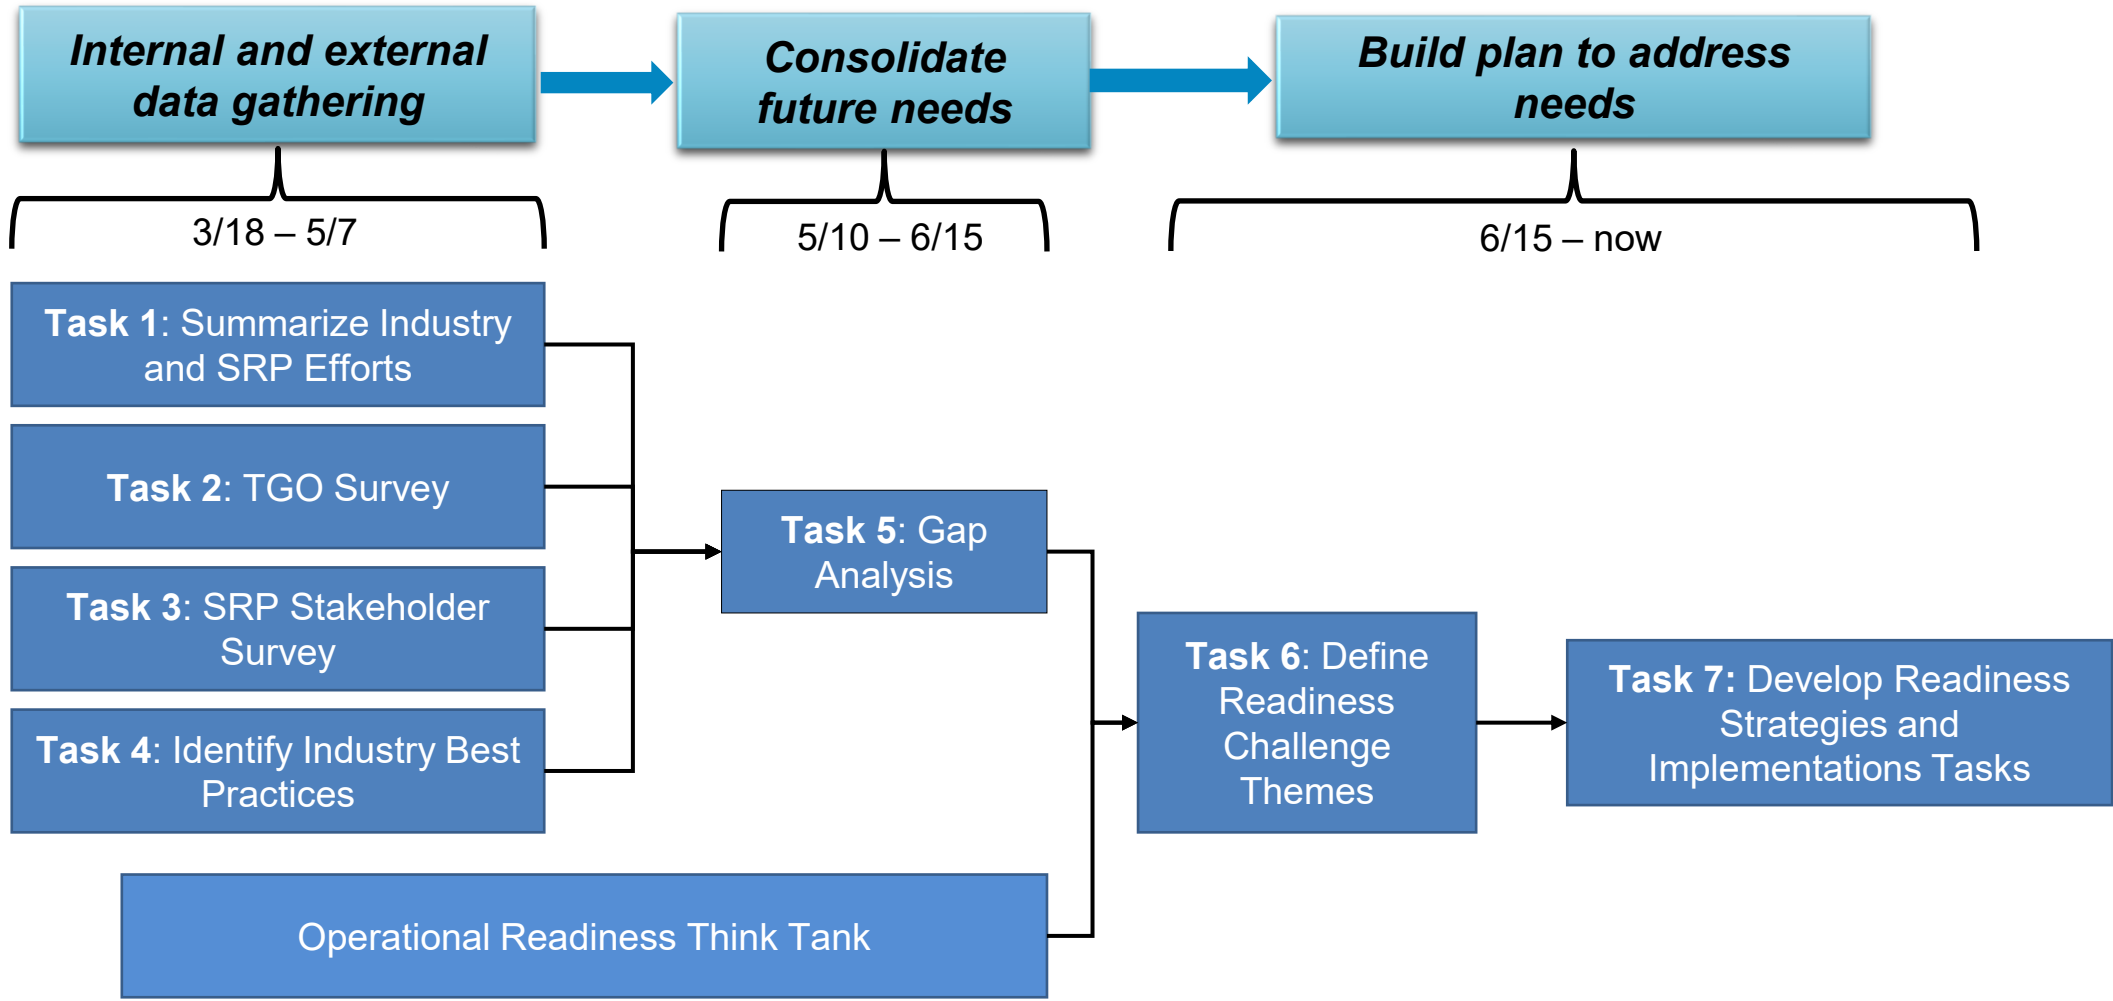 Internal and external
data gathering
Consolidate
future needs
Build plan to address
needs
3/18 – 5/7
5/10 – 6/15
6/15 – now
Task 1: Summarize Industry
and SRP Efforts
Task 2: TGO Survey
Task 3: SRP Stakeholder
Survey
Task 4: Identify Industry Best
Practices
Task 5: Gap
Analysis
Task 6: Define
Readiness
Challenge
Themes
Task 7: Develop Readiness
Strategies and
Implementations Tasks
Operational Readiness Think Tank